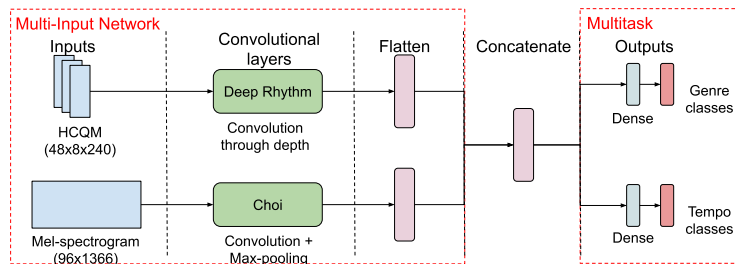 Multi-Input Network
Inputs
Convolutional
layers
Flatten
Concatenate
Multitask
Outputs
HCQM
(48x8x240)
Deep Rhythm
Convolution
through depth
Dense
Genre
classes
Mel-spectrogram
(96x1366)
Choi
Convolution +
Max-pooling
Dense
Tempo
classes